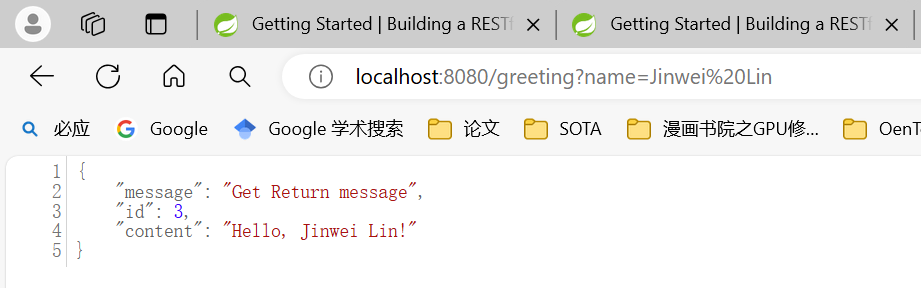 Getting Started | Building a REST
Getting Started | Building a REST
localhost:8080/greeting?name=Jinwei%20Lin
必应
Google
Google 学术搜索
论文
SOTA
漫画书院之GPU修...
OenT
1 {
2 "message": "Get Return message",
3 "id": 3,
4 "content": "Hello, Jinwei Lin!"
5 }